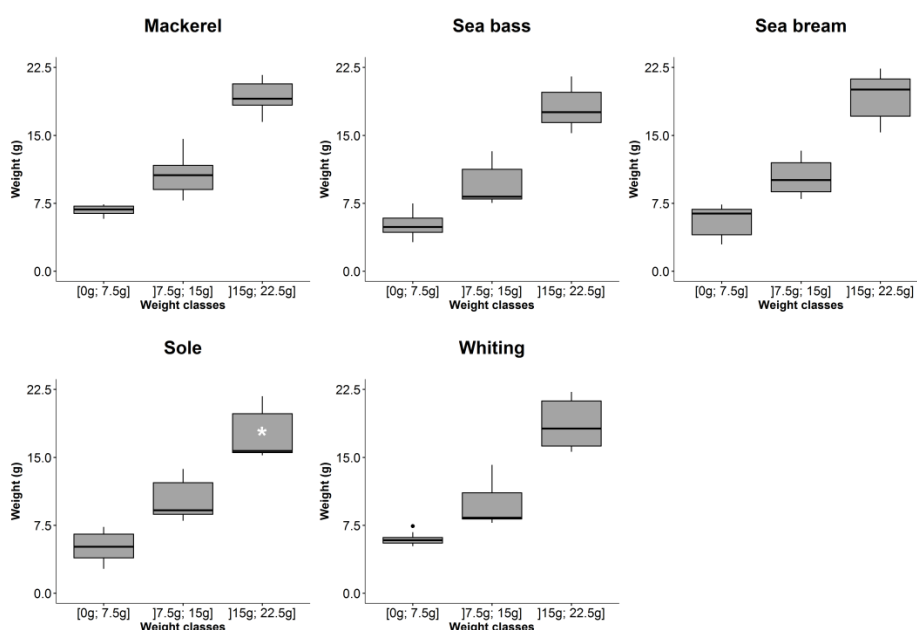 Mackerel
Weight (g)
22.5
15.0
7.5
0.0
[0g; 7.5g] ]7.5g; 15g] ]15g; 22.5g]
Weight classes
Sea bass
Weight (g)
22.5
15.0
7.5
0.0
[0g; 7.5g] ]7.5g; 15g] ]15g; 22.5g]
Weight classes
Sea bream
Weight (g)
22.5
15.0
7.5
0.0
[0g; 7.5g] ]7.5g; 15g] ]15g; 22.5g]
Weight classes
Sole
Weight (g)
22.5
15.0
7.5
0.0
*
[0g; 7.5g] ]7.5g; 15g] ]15g; 22.5g]
Weight classes
Whiting
Weight (g)
22.5
15.0
7.5
0.0
[0g; 7.5g] ]7.5g; 15g] ]15g; 22.5g]
Weight classes